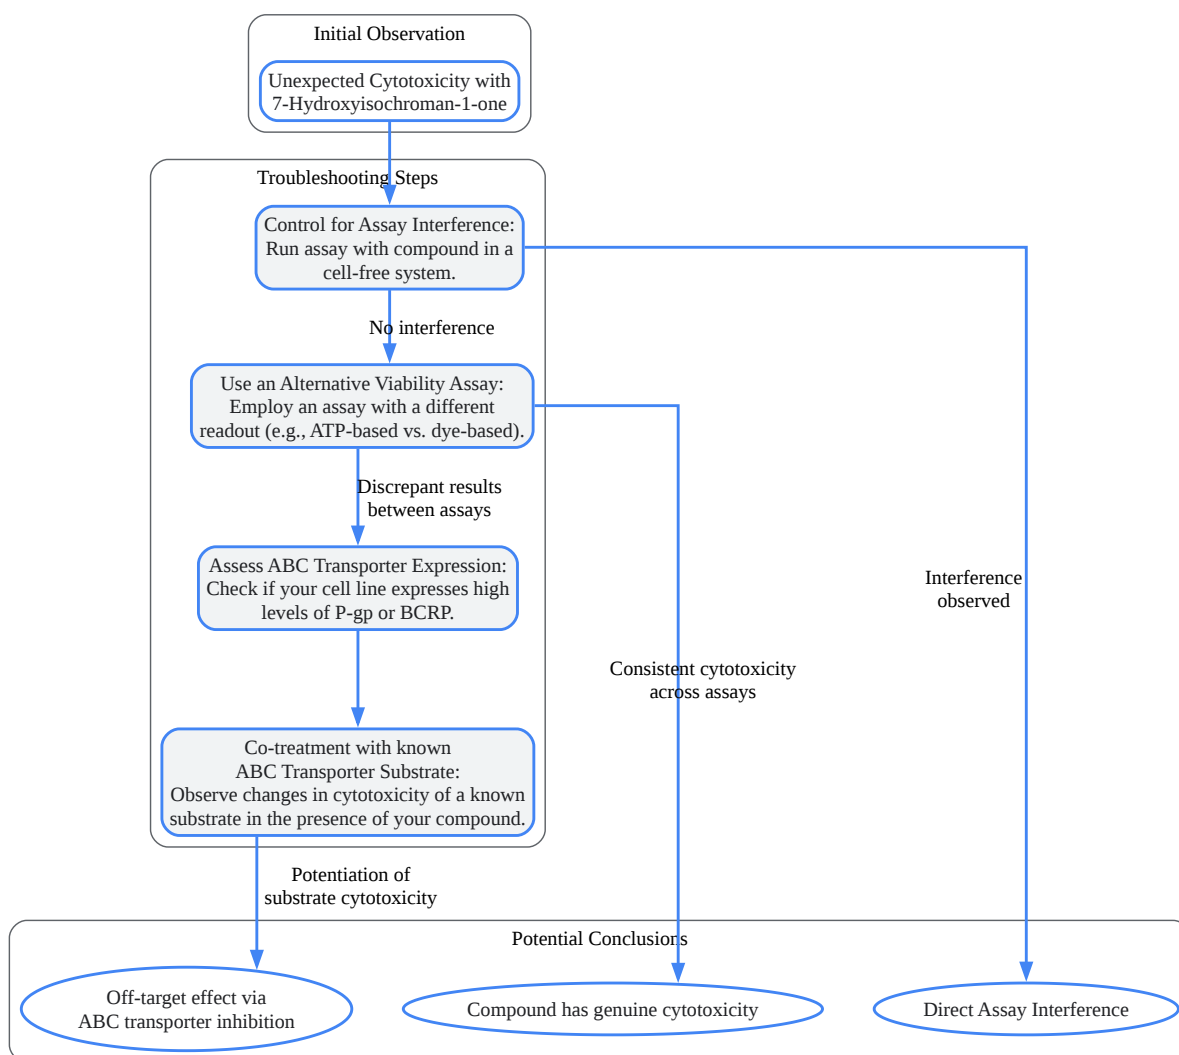 Initial Observation
Unexpected Cytotoxicity with
7-Hydroxyisochroman-1-one
Troubleshooting Steps
Control for Assay Interference:
Run assay with compound in a
cell-free system.
No interference
Use an Alternative Viability Assay:
Employ an assay with a different
readout (e.g., ATP-based vs. dye-based).
Discrepant results
between assays
Assess ABC Transporter Expression:
Check if your cell line expresses high
levels of P-gp or BCRP.
Interference
observed
Consistent cytotoxicity
across assays
Co-treatment with known
ABC Transporter Substrate:
Observe changes in cytotoxicity of a known
substrate in the presence of your compound.
Potentiation of
substrate cytotoxicity
Potential Conclusions
Off-target effect via
ABC transporter inhibition
Compound has genuine cytotoxicity
Direct Assay Interference